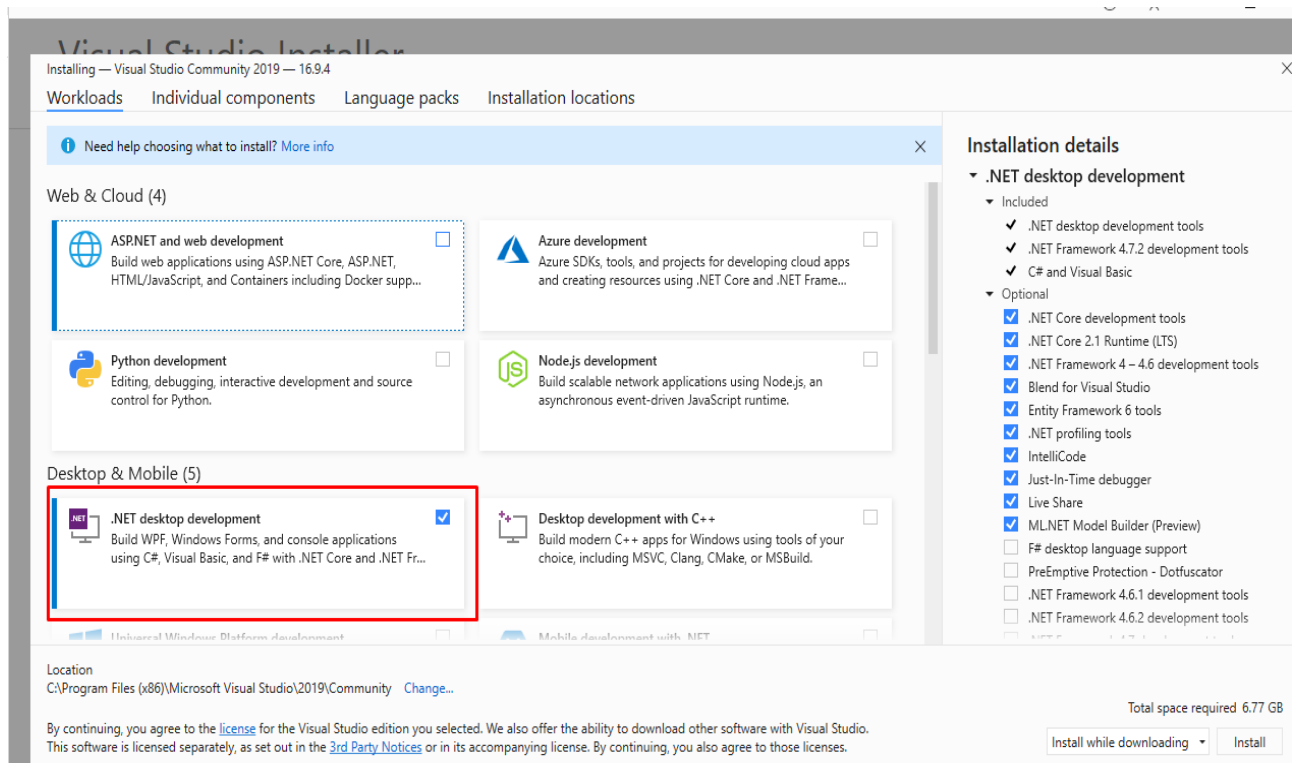 Visual Studio Installer
Installing — Visual Studio Community 2019 — 16.9.4
Workloads Individual components Language packs Installation locations
Need help choosing what to install? More info
Web & Cloud (4)
ASP.NET and web development
Build web applications using ASP.NET Core, ASP.NET,
HTML/JavaScript, and Containers including Docker supp...
Azure development
Azure SDKs, tools, and projects for developing cloud apps
and creating resources using .NET Core and .NET Frame...
Python development
Editing, debugging, interactive development and source
control for Python.
Node.js development
Build scalable network applications using Node.js, an
asynchronous event-driven JavaScript runtime.
Desktop & Mobile (5)
.NET
.NET desktop development
Build WPF, Windows Forms, and console applications
using C#, Visual Basic, and F# with .NET Core and .NET Fr...
Desktop development with C++
Build modern C++ apps for Windows using tools of your
choice, including MSVC, Clang, CMake, or MSBuild.
Universal Windows Platform development
Mobile development with .NET
Location
C:\Program Files (x86)\Microsoft Visual Studio\2019\Community Change...
By continuing, you agree to the license for the Visual Studio edition you selected. We also offer the ability to download other software with Visual Studio.
This software is licensed separately, as set out in the 3rd Party Notices or in its accompanying license. By continuing, you also agree to those licenses.
Installation details
.NET desktop development
Included
.NET desktop development tools
.NET Framework 4.7.2 development tools
C# and Visual Basic
Optional
.NET Core development tools
.NET Core 2.1 Runtime (LTS)
.NET Framework 4 – 4.6 development tools
Blend for Visual Studio
Entity Framework 6 tools
.NET profiling tools
IntelliCode
Just-In-Time debugger
Live Share
ML.NET Model Builder (Preview)
F# desktop language support
PreEmptive Protection - Dotfuscator
.NET Framework 4.6.1 development tools
.NET Framework 4.6.2 development tools
Total space required 6.77 GB
Install while downloading Install